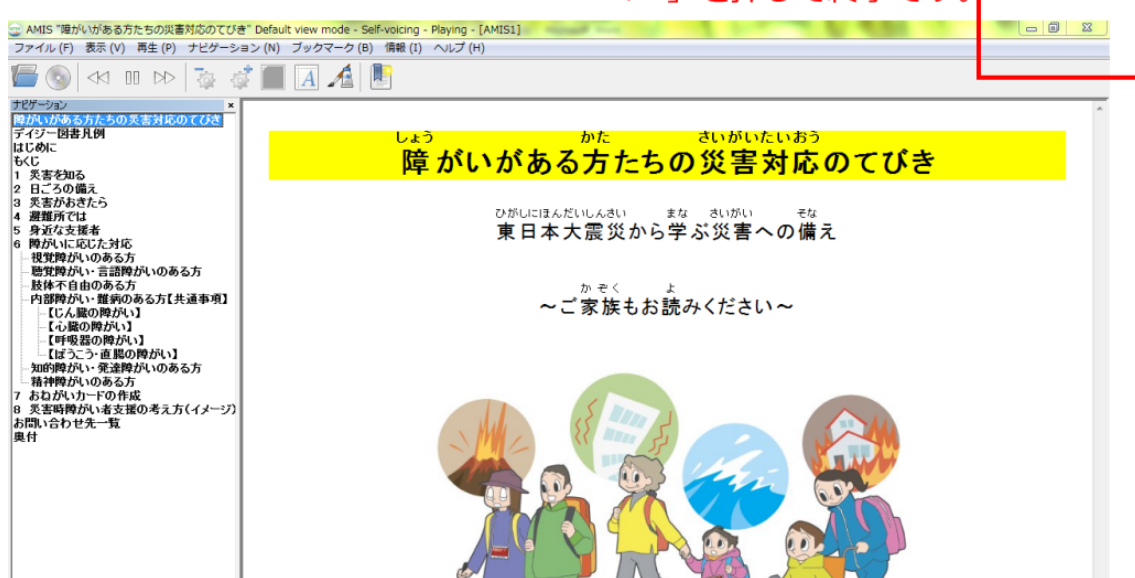 」を押して終了です。
AMIS "障がいがある方たちの災害対応のてびき" Default view mode - Self-voicing - Playing - [AMIS1]
ファイル (F) 表示 (V) 再生 (P) ナビゲーション (N) ブックマーク (B) 情報 (I) ヘルプ (H)
A
ナビゲーション
障がいがある方たちの災害対応のてびき
デイジー図書凡例
はじめに
もくじ
1 災害を知る
2 日ごろの備え
3 災害がおきたら
4 避難所では
5 身近な支援者
6 障がいに応じた対応
視覚障がいのある方
聴覚障がい・言語障がいのある方
肢体不自由のある方
内部障がい・難病のある方【共通事項】
【じん臓の障がい】
【心臓の障がい】
【呼吸器の障がい】
【ぼうこう・直腸の障がい】
知的障がい・発達障がいのある方
精神障がいのある方
7 おねがいカードの作成
8 災害時障がい者支援の考え方(イメージ)
お問い合わせ先一覧
奥付
しょう かた さいがいたいおう
障がいがある方たちの災害対応のてびき
ひがしにほんだいしんさい まな さいがい そな
東日本大震災から学ぶ災害への備え
かぞく よ
～ご家族もお読みください～